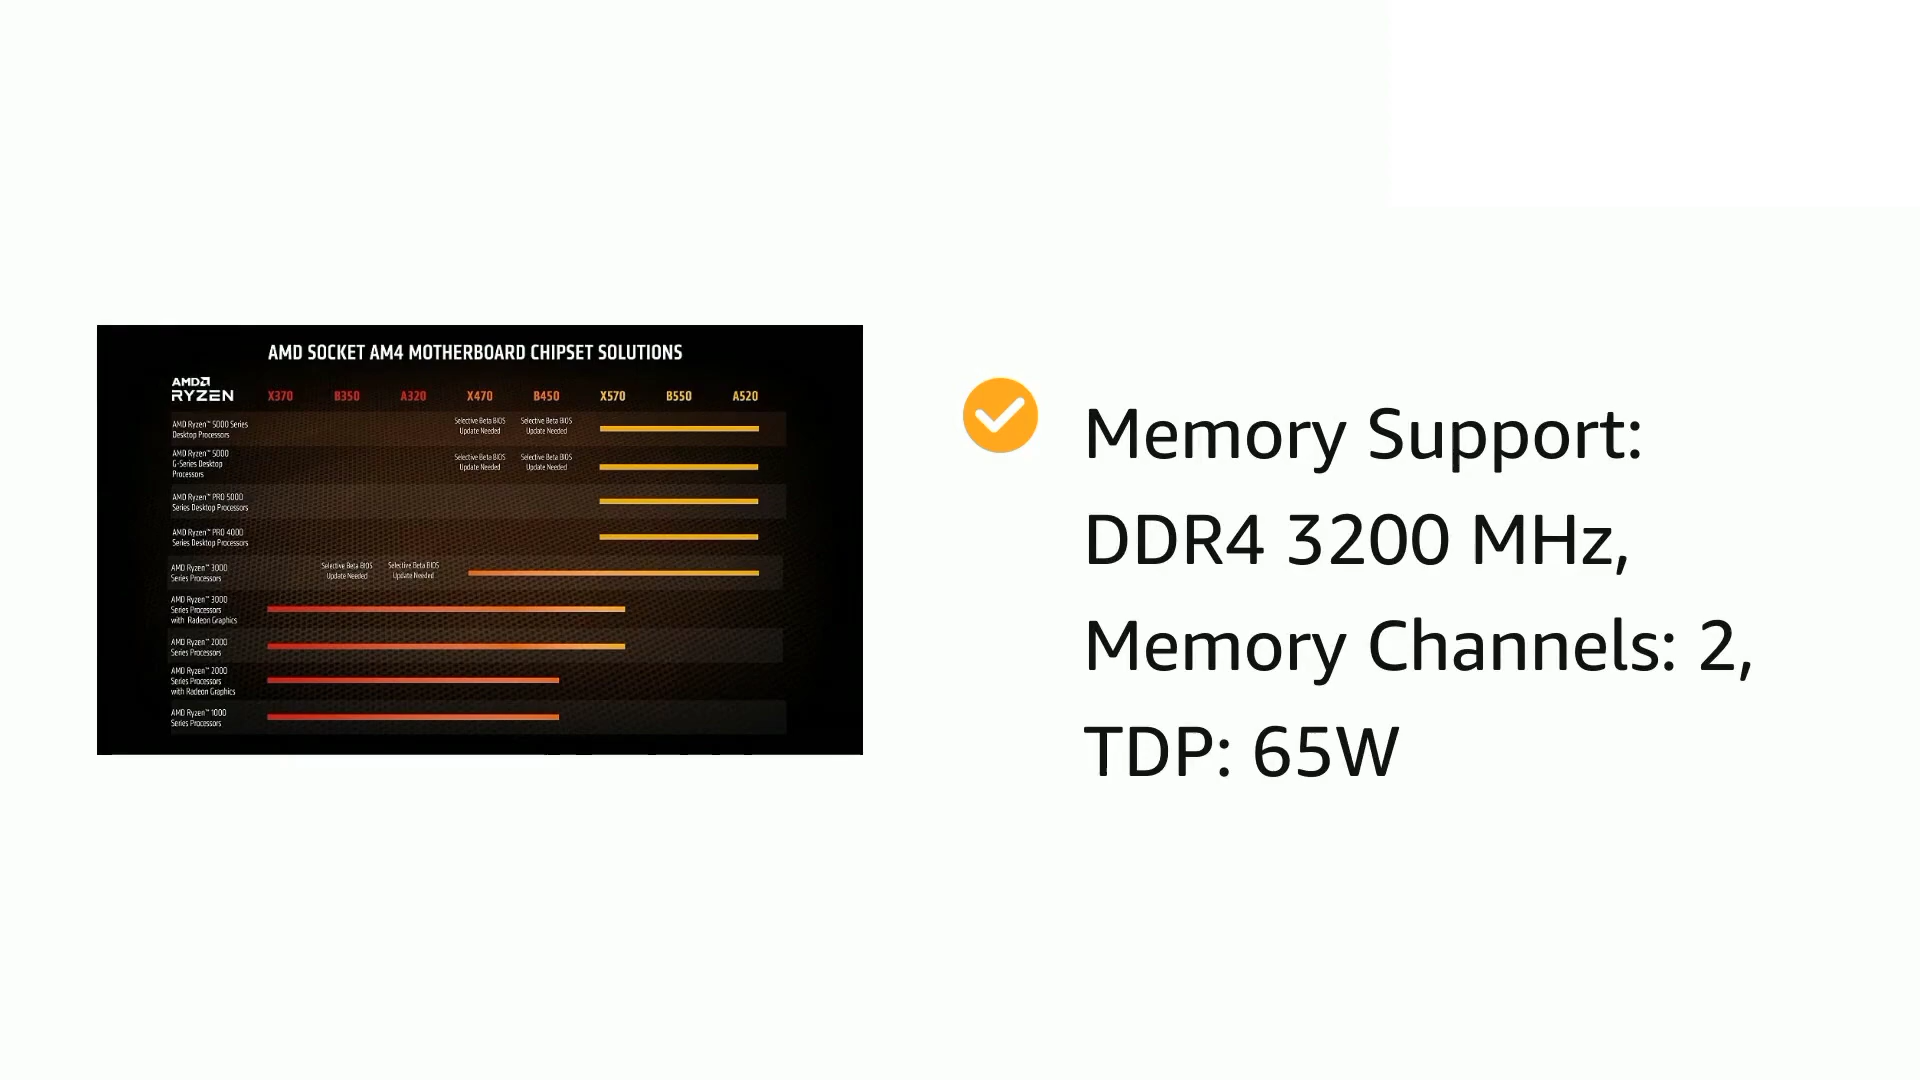 AMD SOCKET AM4 MOTHERBOARD CHIPSET SOLUTIONS
AMD
RYZEN X370 B350 A320 X470 B450 X570 B550 A520
AMD Ryzen™ 5000 Series
Desktop Processors
Selective Beta BIOS
Update Needed
Selective Beta BIOS
Update Needed
AMD Ryzen™ 5000
G-Series Desktop
Processors
Selective Beta BIOS
Update Needed
Selective Beta BIOS
Update Needed
AMD Ryzen™ PRO 5000
Series Desktop Processors
AMD Ryzen™ PRO 4000
Series Desktop Processors
AMD Ryzen™ 3000
Series Processors
Selective Beta BIOS
Update Needed
Selective Beta BIOS
Update Needed
AMD Ryzen™ 3000
Series Processors
with Radeon Graphics
AMD Ryzen™ 2000
Series Processors
AMD Ryzen™ 2000
Series Processors
with Radeon Graphics
AMD Ryzen™ 1000
Series Processors
Memory Support:
DDR4 3200 MHz,
Memory Channels: 2,
TDP: 65W